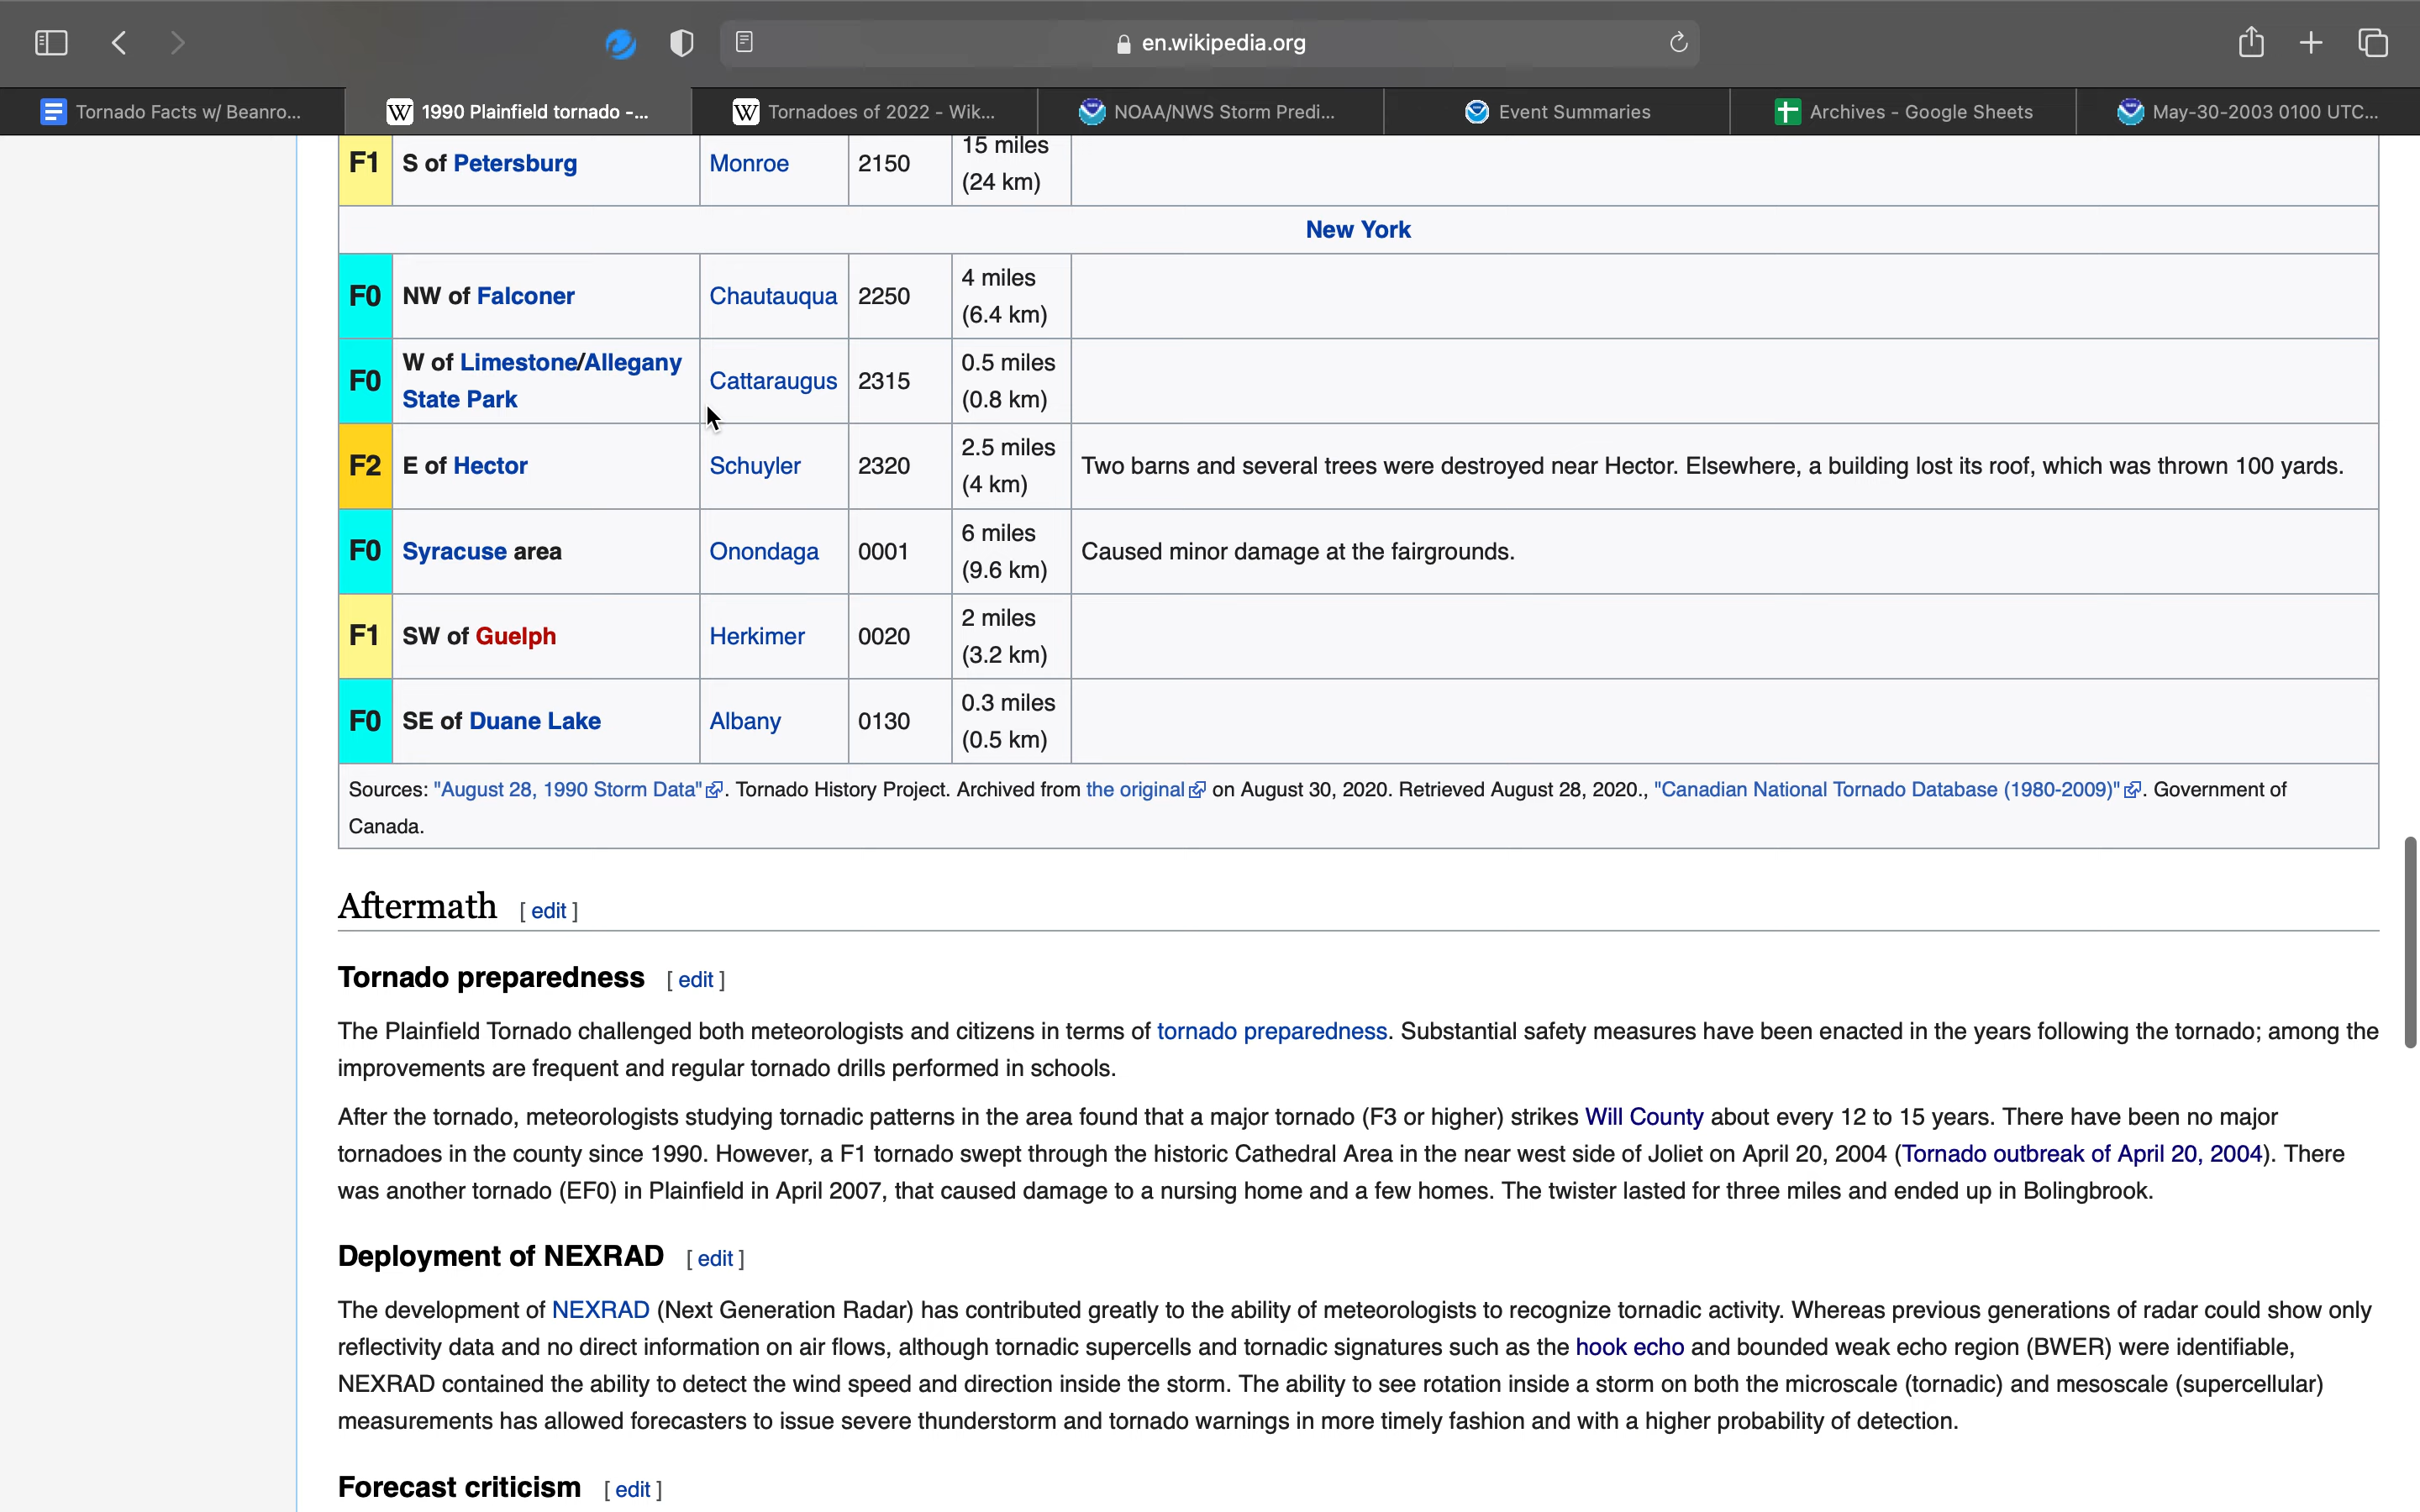 en.wikipedia.org
Tornado Facts w/ Beanro...
W 1990 Plainfield tornado -...
W Tornadoes of 2022 - Wik...
NOAA/NWS Storm Predi...
Event Summaries
Archives - Google Sheets
May-30-2003 0100 UTC...
F1 S of Petersburg Monroe 2150 15 miles
(24 km)
New York
F0 NW of Falconer Chautauqua 2250 4 miles
(6.4 km)
F0 W of Limestone/Allegany
State Park Cattaraugus 2315 0.5 miles
(0.8 km)
F2 E of Hector Schuyler 2320 2.5 miles
(4 km) Two barns and several trees were destroyed near Hector. Elsewhere, a building lost its roof, which was thrown 100 yards.
F0 Syracuse area Onondaga 0001 6 miles
(9.6 km) Caused minor damage at the fairgrounds.
F1 SW of Guelph Herkimer 0020 2 miles
(3.2 km)
F0 SE of Duane Lake Albany 0130 0.3 miles
(0.5 km)
Sources: "August 28, 1990 Storm Data". Tornado History Project. Archived from the original on August 30, 2020. Retrieved August 28, 2020., "Canadian National Tornado Database (1980-2009)". Government of
Canada.
Aftermath [ edit ]
Tornado preparedness [ edit ]
The Plainfield Tornado challenged both meteorologists and citizens in terms of tornado preparedness. Substantial safety measures have been enacted in the years following the tornado; among the
improvements are frequent and regular tornado drills performed in schools.
After the tornado, meteorologists studying tornadic patterns in the area found that a major tornado (F3 or higher) strikes Will County about every 12 to 15 years. There have been no major
tornadoes in the county since 1990. However, a F1 tornado swept through the historic Cathedral Area in the near west side of Joliet on April 20, 2004 (Tornado outbreak of April 20, 2004). There
was another tornado (EF0) in Plainfield in April 2007, that caused damage to a nursing home and a few homes. The twister lasted for three miles and ended up in Bolingbrook.
Deployment of NEXRAD [ edit ]
The development of NEXRAD (Next Generation Radar) has contributed greatly to the ability of meteorologists to recognize tornadic activity. Whereas previous generations of radar could show only
reflectivity data and no direct information on air flows, although tornadic supercells and tornadic signatures such as the hook echo and bounded weak echo region (BWER) were identifiable,
NEXRAD contained the ability to detect the wind speed and direction inside the storm. The ability to see rotation inside a storm on both the microscale (tornadic) and mesoscale (supercellular)
measurements has allowed forecasters to issue severe thunderstorm and tornado warnings in more timely fashion and with a higher probability of detection.
Forecast criticism [ edit ]